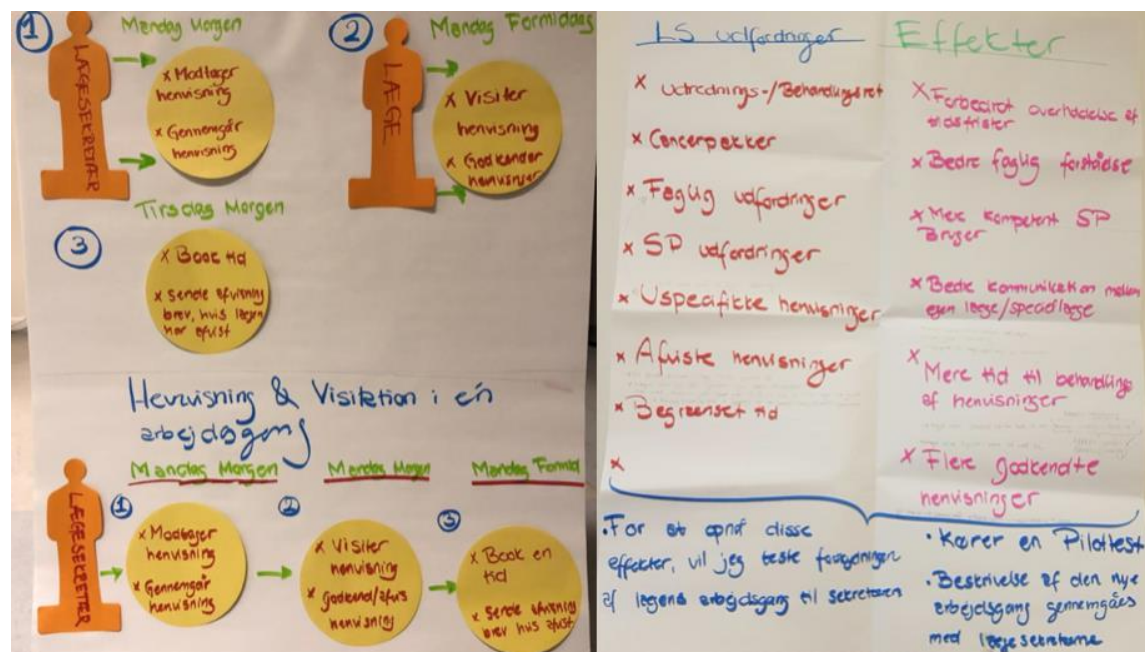 1
LÆGESEKRETÆR
Mandag Morgen
x Modtager
henvisning
x Gennemgår
henvisning
2
LÆGE
Mandag Formiddag
x Visiter
henvisning
x Godkender
henvisninger
Tirsdag Morgen
3
x Book tid
x Sende afvisning
brev, hvis lægen
har afvist
Henvisning & Visitation i én
arbejdsgang
LÆGESEKRETÆR
Mandag Morgen
1
x Modtager
henvisning
x Gennemgår
henvisning
Mandag Morgen
2
x Visiter
henvisning
x godkend/afvis
henvisning
Mandag Formid
3
x Book en
tid
x Sende afvisning
brev hvis afvist
LS udfordringer
x Udrednings-/Behandlingsret
x Cancerpakker
x Faglig udfordringer
x SP udfordringer
x Uspecifikke henvisninger
x Afviste henvisninger
x Begrænset tid
x
Effekter
x Forbedret overholdelse af
tidsfrister
x Bedre faglig forståelse
x Mere kompetent SP
Bruger
x Bedre kommunikation mellem
egen læge/speciallæge
x Mere tid til behandling
af henvisninger
x Flere godkendte
henvisninger
• For at opnå disse
effekter, vil jeg teste
af lægens arbejdsgang til sekretæren
• Kører en Pilottest
• Beskrivelse af den nye
arbejdsgang gennemgåes
med lægesekretærerne